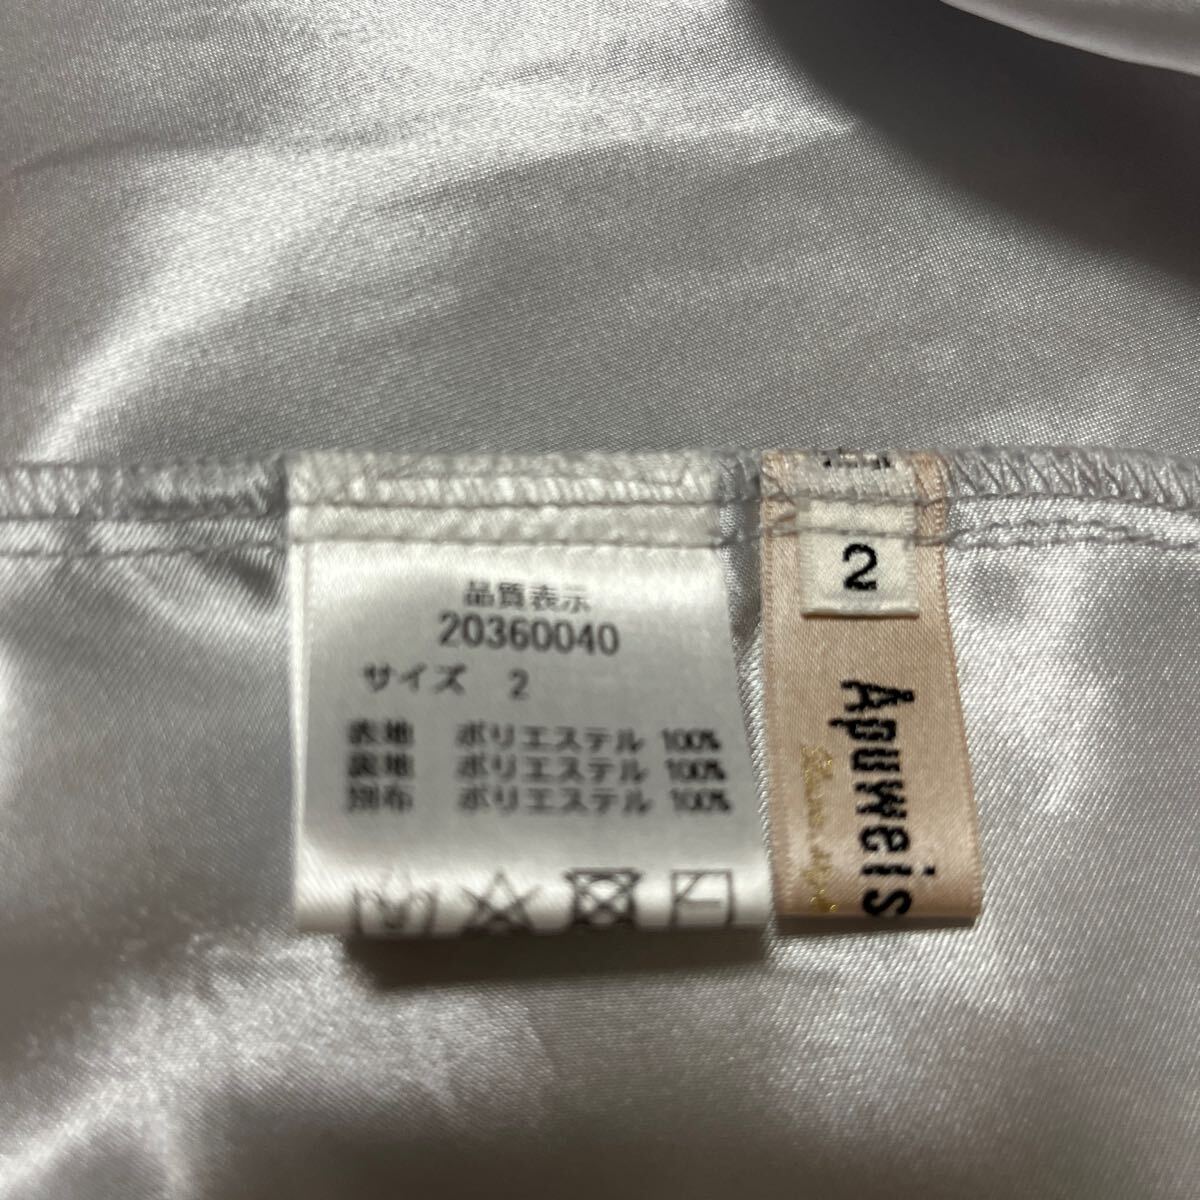 品質表示
20360040
サイズ 2
表地 ポリエステル 100%
裏地 ポリエステル 100%
別布 ポリエステル 100%
2
Apuweis